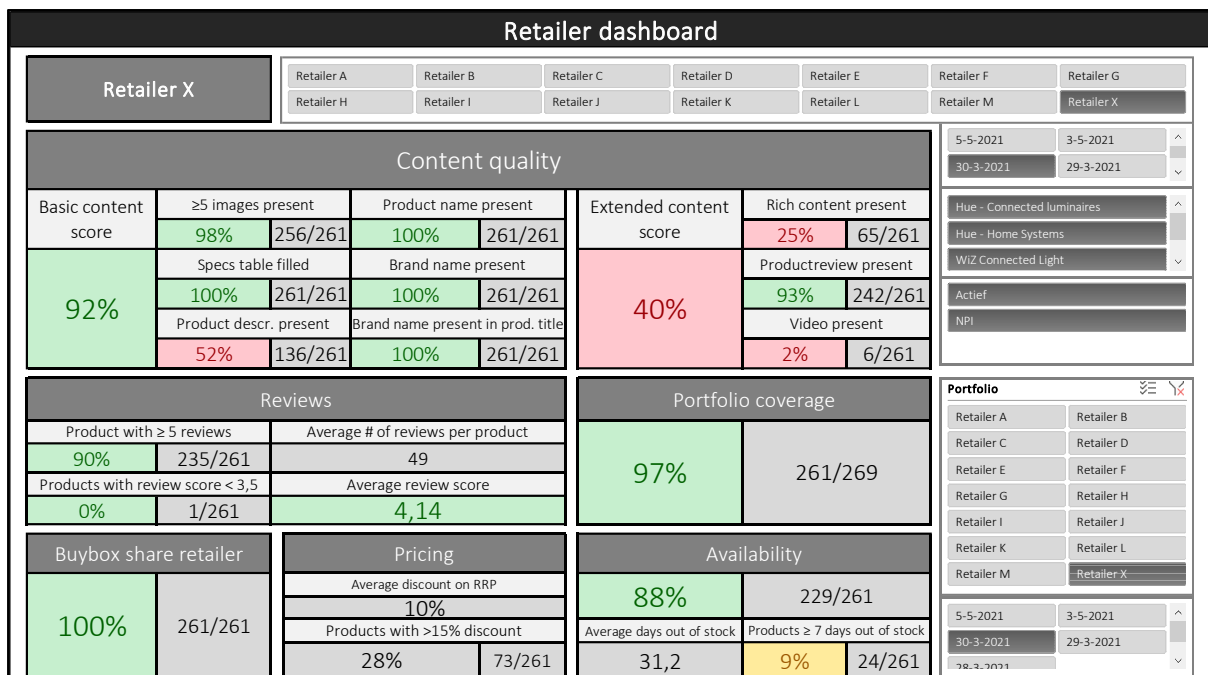 Retailer dashboard
Retailer X
Retailer A Retailer B Retailer C Retailer D Retailer E Retailer F Retailer G
Retailer H Retailer I Retailer J Retailer K Retailer L Retailer M Retailer X
Content quality
Basic content score
≥5 images present Product name present
98% 256/261 100% 261/261
Specs table filled Brand name present
92%
100% 261/261 100% 261/261
Product descr. present Brand name present in prod. title
52% 136/261 100% 261/261
Extended content score
Rich content present
25% 65/261
40%
Productreview present
93% 242/261
Video present
2% 6/261
5-5-2021 3-5-2021
30-3-2021 29-3-2021
Hue - Connected luminaires
Hue - Home Systems
WiZ Connected Light
Actief
NPI
Reviews
Product with ≥ 5 reviews Average # of reviews per product
90% 235/261 49
Products with review score < 3,5 Average review score
0% 1/261 4,14
Portfolio coverage
97% 261/269
Portfolio
Retailer A Retailer B
Retailer C Retailer D
Retailer E Retailer F
Retailer G Retailer H
Retailer I Retailer J
Retailer K Retailer L
Retailer M Retailer X
Buybox share retailer
100% 261/261
Pricing
Average discount on RRP
10%
Products with >15% discount
28% 73/261
Availability
88% 229/261
Average days out of stock Products ≥ 7 days out of stock
31,2 9% 24/261
5-5-2021 3-5-2021
30-3-2021 29-3-2021
28-3-2021